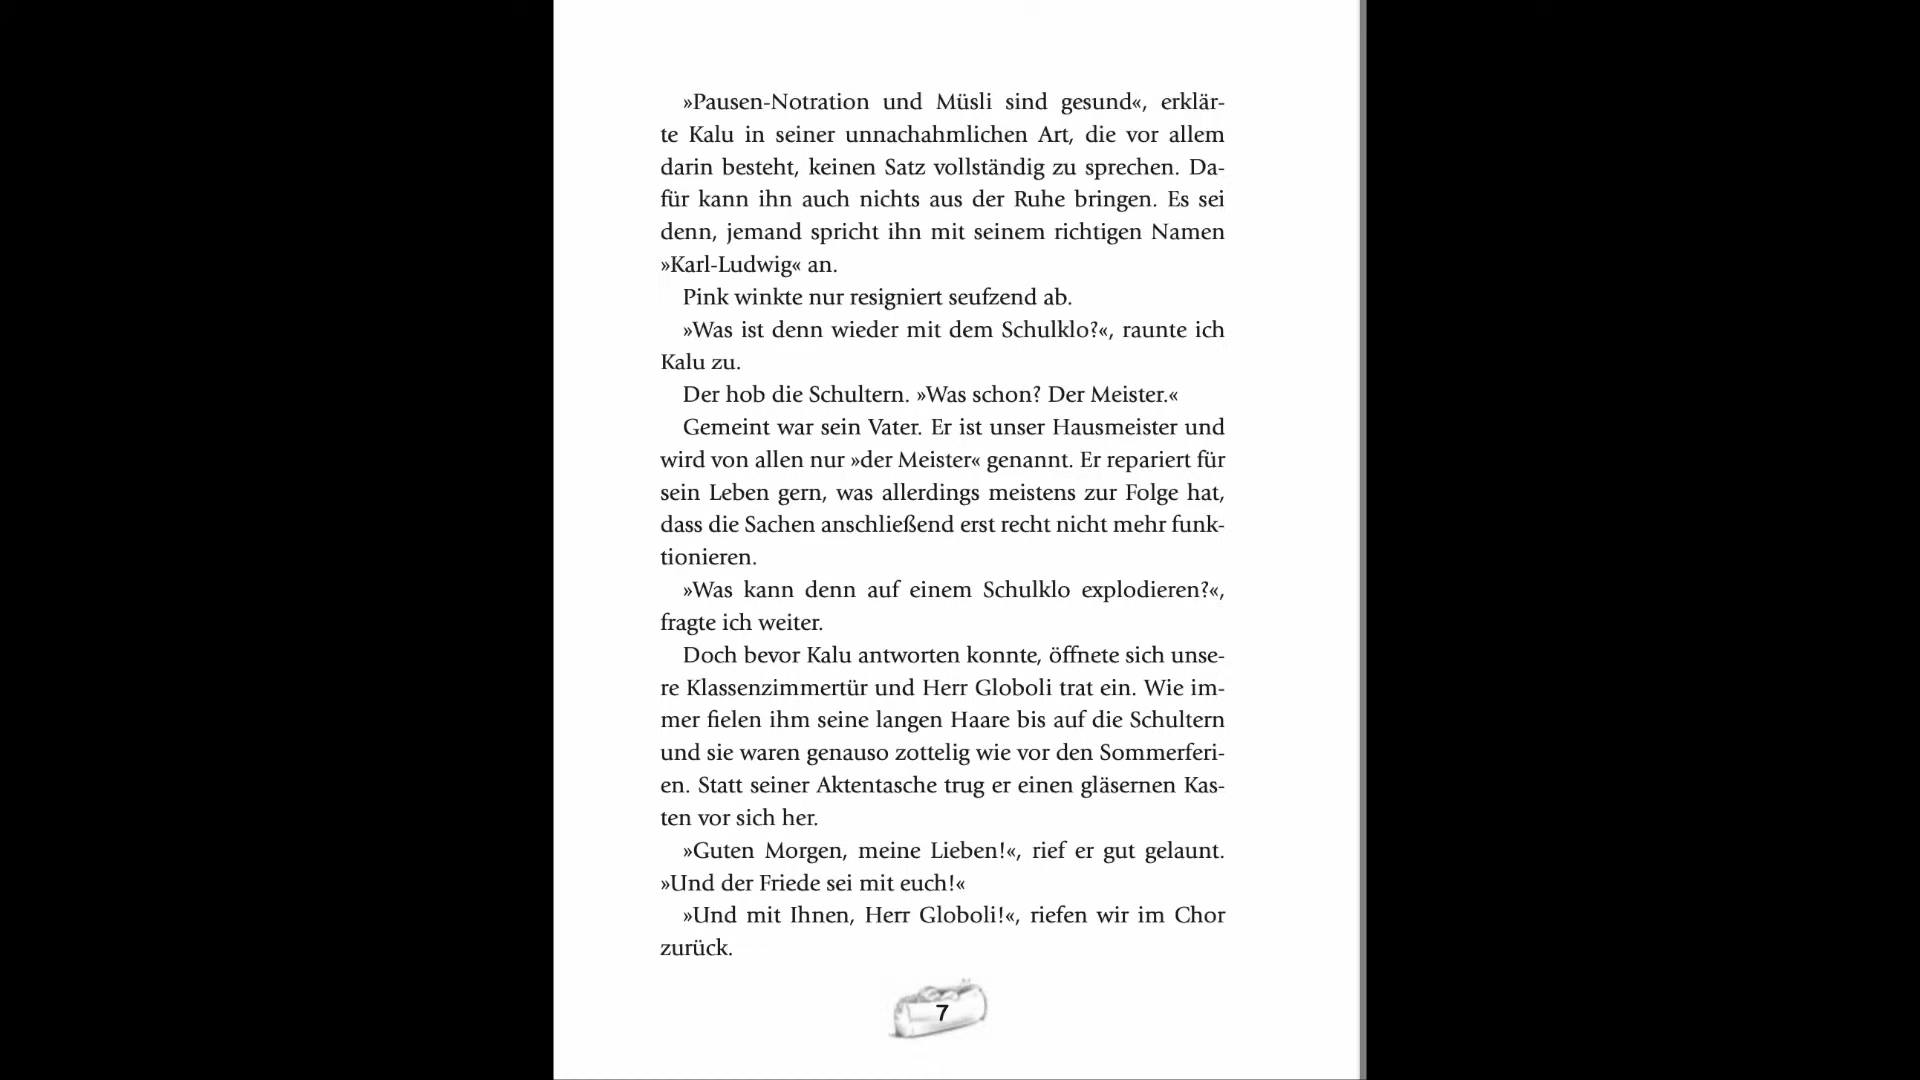 »Pausen-Notration und Müsli sind gesund«, erklär-
te Kalu in seiner unnachahmlichen Art, die vor allem
darin besteht, keinen Satz vollständig zu sprechen. Da-
für kann ihn auch nichts aus der Ruhe bringen. Es sei
denn, jemand spricht ihn mit seinem richtigen Namen
»Karl-Ludwig« an.
Pink winkte nur resigniert seufzend ab.
»Was ist denn wieder mit dem Schulklo?«, raunte ich
Kalu zu.
Der hob die Schultern. »Was schon? Der Meister.«
Gemeint war sein Vater. Er ist unser Hausmeister und
wird von allen nur »der Meister« genannt. Er repariert für
sein Leben gern, was allerdings meistens zur Folge hat,
dass die Sachen anschließend erst recht nicht mehr funk-
tionieren.
»Was kann denn auf einem Schulklo explodieren?«,
fragte ich weiter.
Doch bevor Kalu antworten konnte, öffnete sich unse-
re Klassenzimmertür und Herr Globoli trat ein. Wie im-
mer fielen ihm seine langen Haare bis auf die Schultern
und sie waren genauso zottelig wie vor den Sommerferi-
en. Statt seiner Aktentasche trug er einen gläsernen Kas-
ten vor sich her.
»Guten Morgen, meine Lieben!«, rief er gut gelaunt.
»Und der Friede sei mit euch!«
»Und mit Ihnen, Herr Globoli!«, riefen wir im Chor
zurück.
7